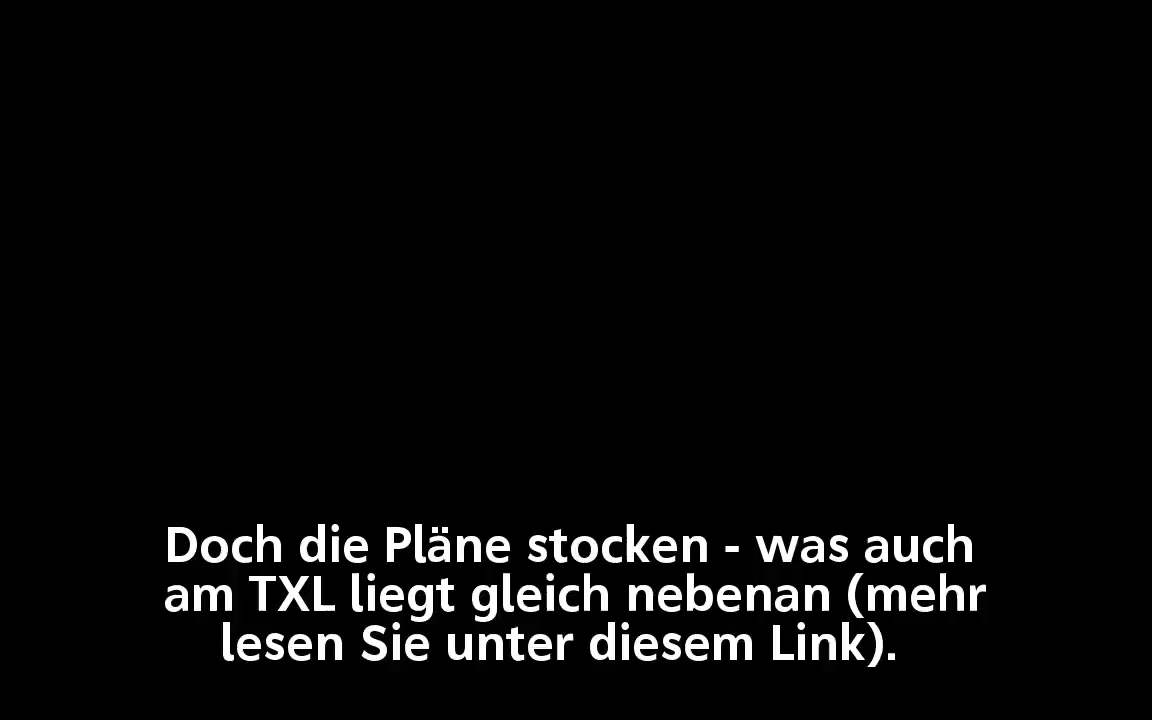 Doch die Pläne stocken - was auch
am TXL liegt gleich nebenan (mehr
lesen Sie unter diesem Link).